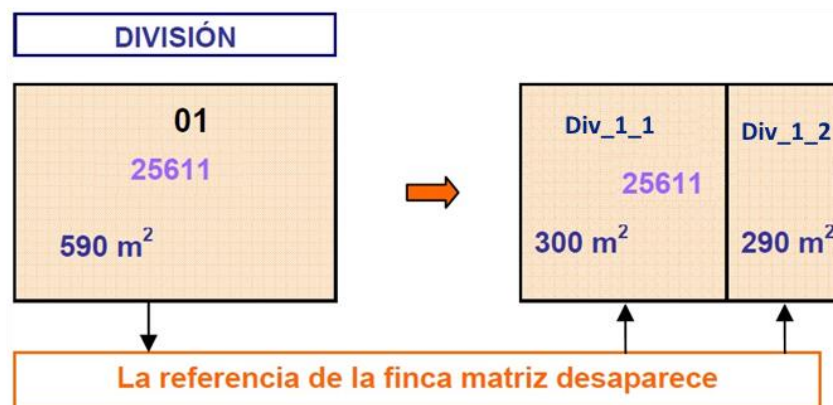 DIVISIÓN
01
25611
590 m²
Div_1_1
25611
300 m²
Div_1_2
290 m²
La referencia de la finca matriz desaparece